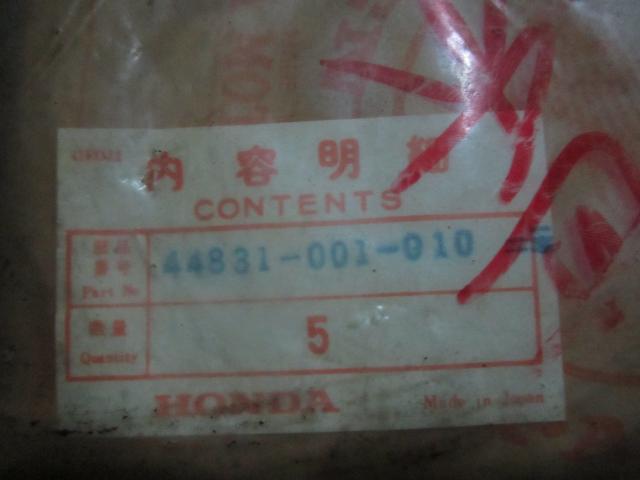 内容明細
CONTENTS
部品
番号
Part No
44831-001-010
数量
Quantity
5
HONDA
Made in Japan